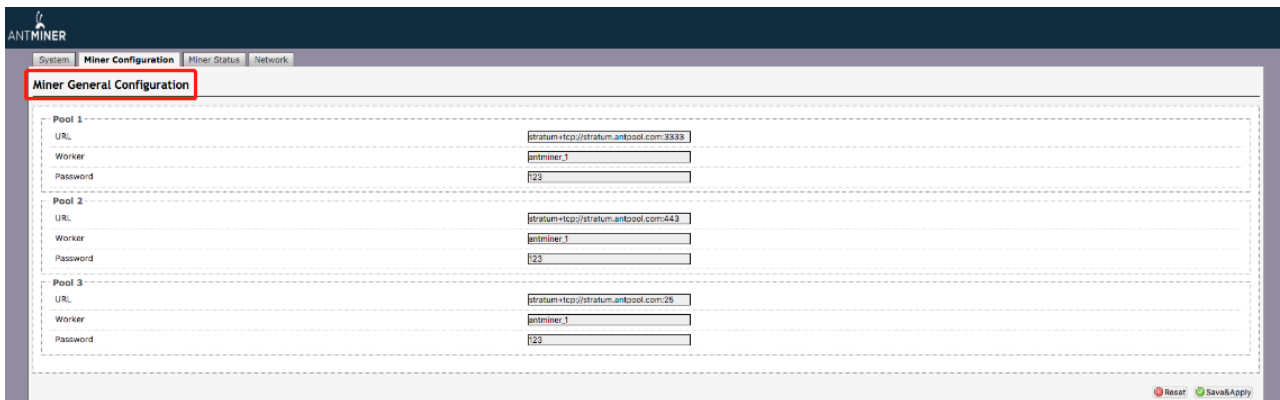 ANTMINER
System Miner Configuration Miner Status Network
Miner General Configuration
Pool 1
URL stratum+tcp://stratum.antpool.com:3333
Worker antminer_1
Password 123
Pool 2
URL stratum+tcp://stratum.antpool.com:443
Worker antminer_1
Password 123
Pool 3
URL stratum+tcp://stratum.antpool.com:25
Worker antminer_1
Password 123
Reset Save&Apply